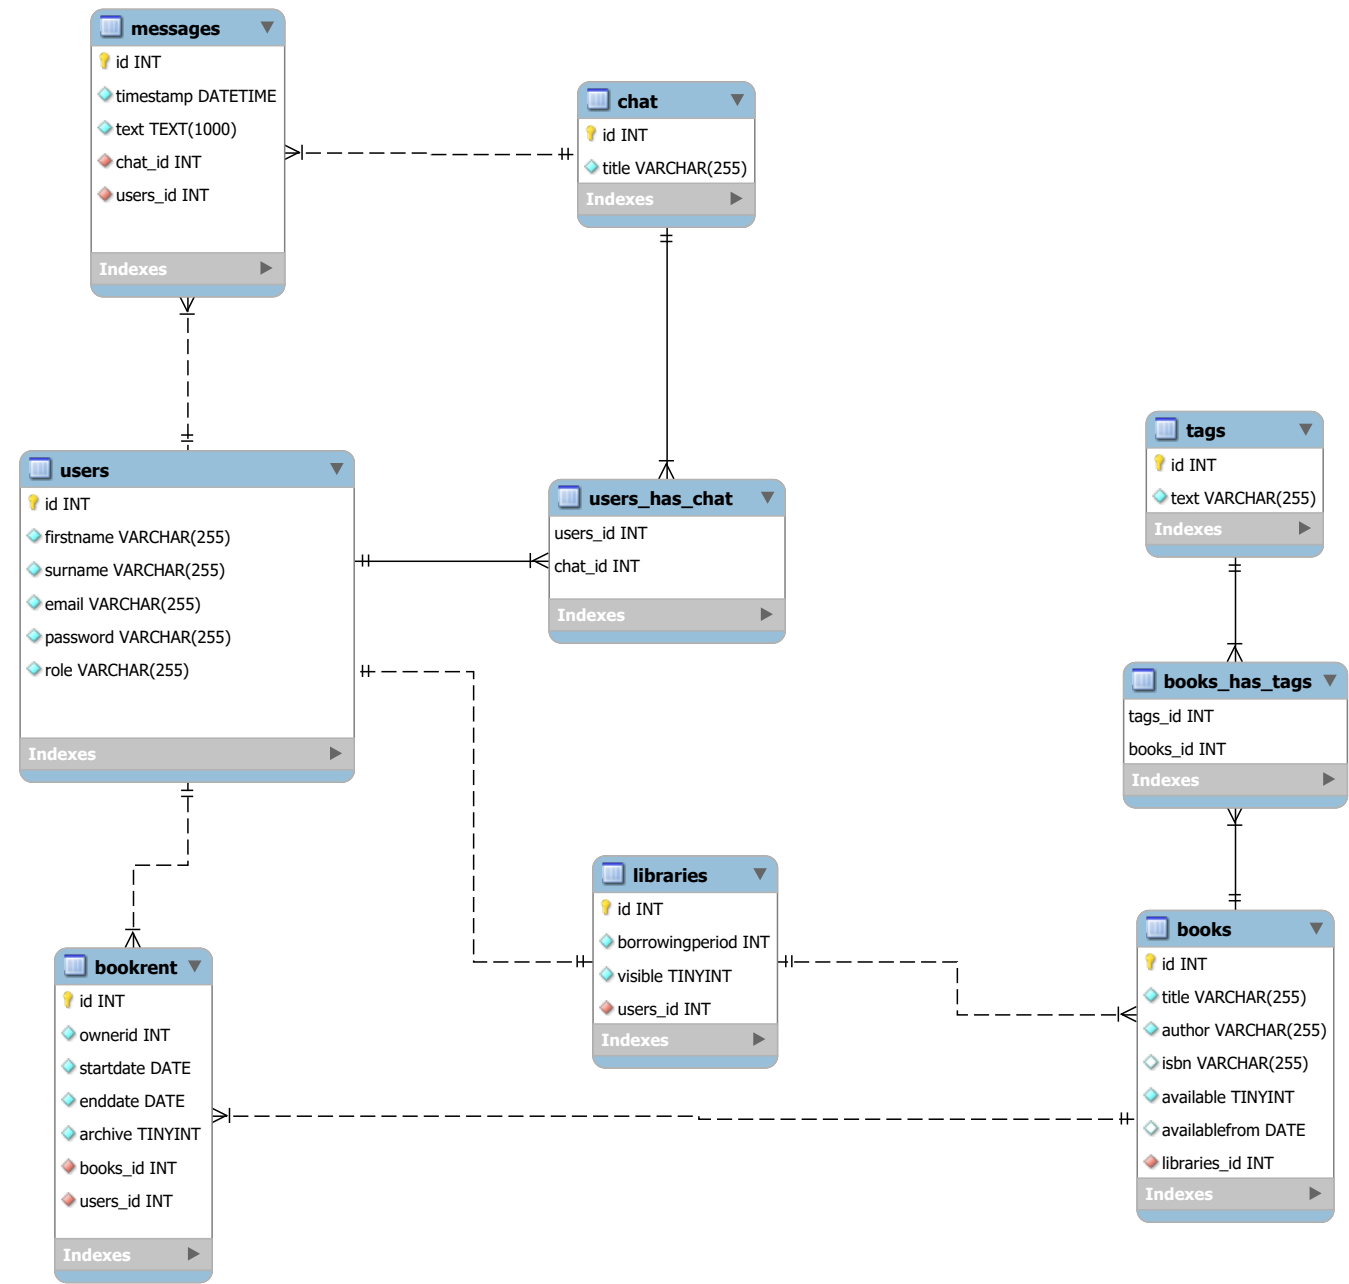 messages
id INT
timestamp DATETIME
text TEXT(1000)
chat_id INT
users_id INT
Indexes
chat
id INT
title VARCHAR(255)
Indexes
users
id INT
firstname VARCHAR(255)
surname VARCHAR(255)
email VARCHAR(255)
password VARCHAR(255)
role VARCHAR(255)
Indexes
users_has_chat
users_id INT
chat_id INT
Indexes
tags
id INT
text VARCHAR(255)
Indexes
books_has_tags
tags_id INT
books_id INT
Indexes
libraries
id INT
borrowingperiod INT
visible TINYINT
users_id INT
Indexes
books
id INT
title VARCHAR(255)
author VARCHAR(255)
isbn VARCHAR(255)
available TINYINT
availablefrom DATE
libraries_id INT
Indexes
bookrent
id INT
ownerid INT
startdate DATE
enddate DATE
archive TINYINT
books_id INT
users_id INT
Indexes